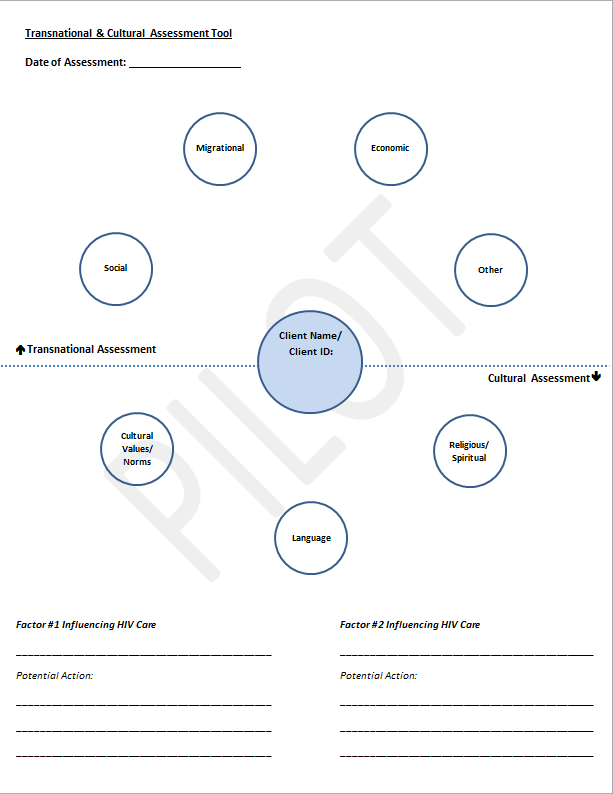 Transnational & Cultural Assessment Tool
Date of Assessment: ____________________
Migrational
Economic
Social
Other
Client Name/
Client ID:
Transnational Assessment
Cultural Assessment
Cultural
Values/
Norms
Religious/
Spiritual
Language
PILOT
Factor #1 Influencing HIV Care
Factor #2 Influencing HIV Care
Potential Action:
Potential Action: